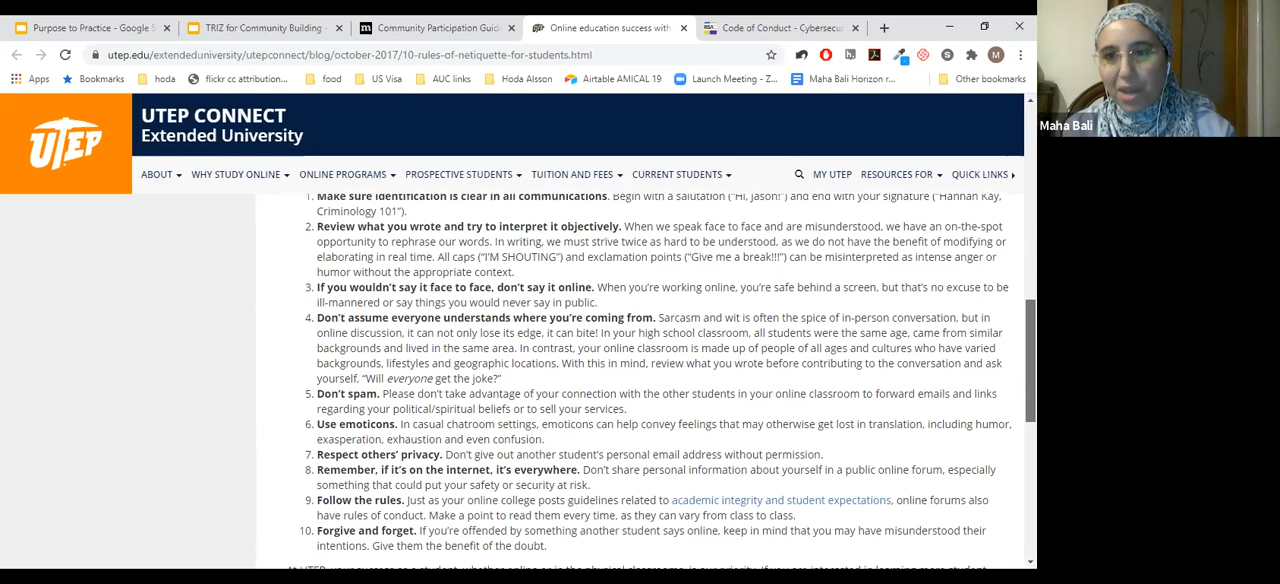 Purpose to Practice - Google S
TRIZ for Community Building -
Community Participation Guid
Online education success with
Code of Conduct - Cybersecur
utep.edu/extendeduniversity/utepconnect/blog/october-2017/10-rules-of-netiquette-for-students.html
M
Apps
Bookmarks
hoda
flickr cc attribution...
food
US Visa
AUC links
Hoda Alsson
Airtable AMICAL 19
Launch Meeting - Z...
Maha Bali Horizon r...
Other bookmarks
Maha Bali
UTEP
UTEP CONNECT
Extended University
ABOUT
WHY STUDY ONLINE
ONLINE PROGRAMS
PROSPECTIVE STUDENTS
TUITION AND FEES
CURRENT STUDENTS
MY UTEP
RESOURCES FOR
QUICK LINKS
1. Make sure identification is clear in all communications. Begin with a salutation ("Hi, Jason!") and end with your signature ("Hannah Kay,
Criminology 101").
2. Review what you wrote and try to interpret it objectively. When we speak face to face and are misunderstood, we have an on-the-spot
opportunity to rephrase our words. In writing, we must strive twice as hard to be understood, as we do not have the benefit of modifying or
elaborating in real time. All caps ("I'M SHOUTING") and exclamation points ("Give me a break!!!") can be misinterpreted as intense anger or
humor without the appropriate context.
3. If you wouldn't say it face to face, don't say it online. When you're working online, you're safe behind a screen, but that's no excuse to be
ill-mannered or say things you would never say in public.
4. Don't assume everyone understands where you're coming from. Sarcasm and wit is often the spice of in-person conversation, but in
online discussion, it can not only lose its edge, it can bite! In your high school classroom, all students were the same age, came from similar
backgrounds and lived in the same area. In contrast, your online classroom is made up of people of all ages and cultures who have varied
backgrounds, lifestyles and geographic locations. With this in mind, review what you wrote before contributing to the conversation and ask
yourself, "Will everyone get the joke?"
5. Don't spam. Please don't take advantage of your connection with the other students in your online classroom to forward emails and links
regarding your political/spiritual beliefs or to sell your services.
6. Use emoticons. In casual chatroom settings, emoticons can help convey feelings that may otherwise get lost in translation, including humor,
exasperation, exhaustion and even confusion.
7. Respect others' privacy. Don't give out another student's personal email address without permission.
8. Remember, if it's on the internet, it's everywhere. Don't share personal information about yourself in a public online forum, especially
something that could put your safety or security at risk.
9. Follow the rules. Just as your online college posts guidelines related to academic integrity and student expectations, online forums also
have rules of conduct. Make a point to read them every time, as they can vary from class to class.
10. Forgive and forget. If you're offended by something another student says online, keep in mind that you may have misunderstood their
intentions. Give them the benefit of the doubt.
At UTEP, your success as a student, whether online or in the physical classrooms, is our priority. If you are interested in learning more student